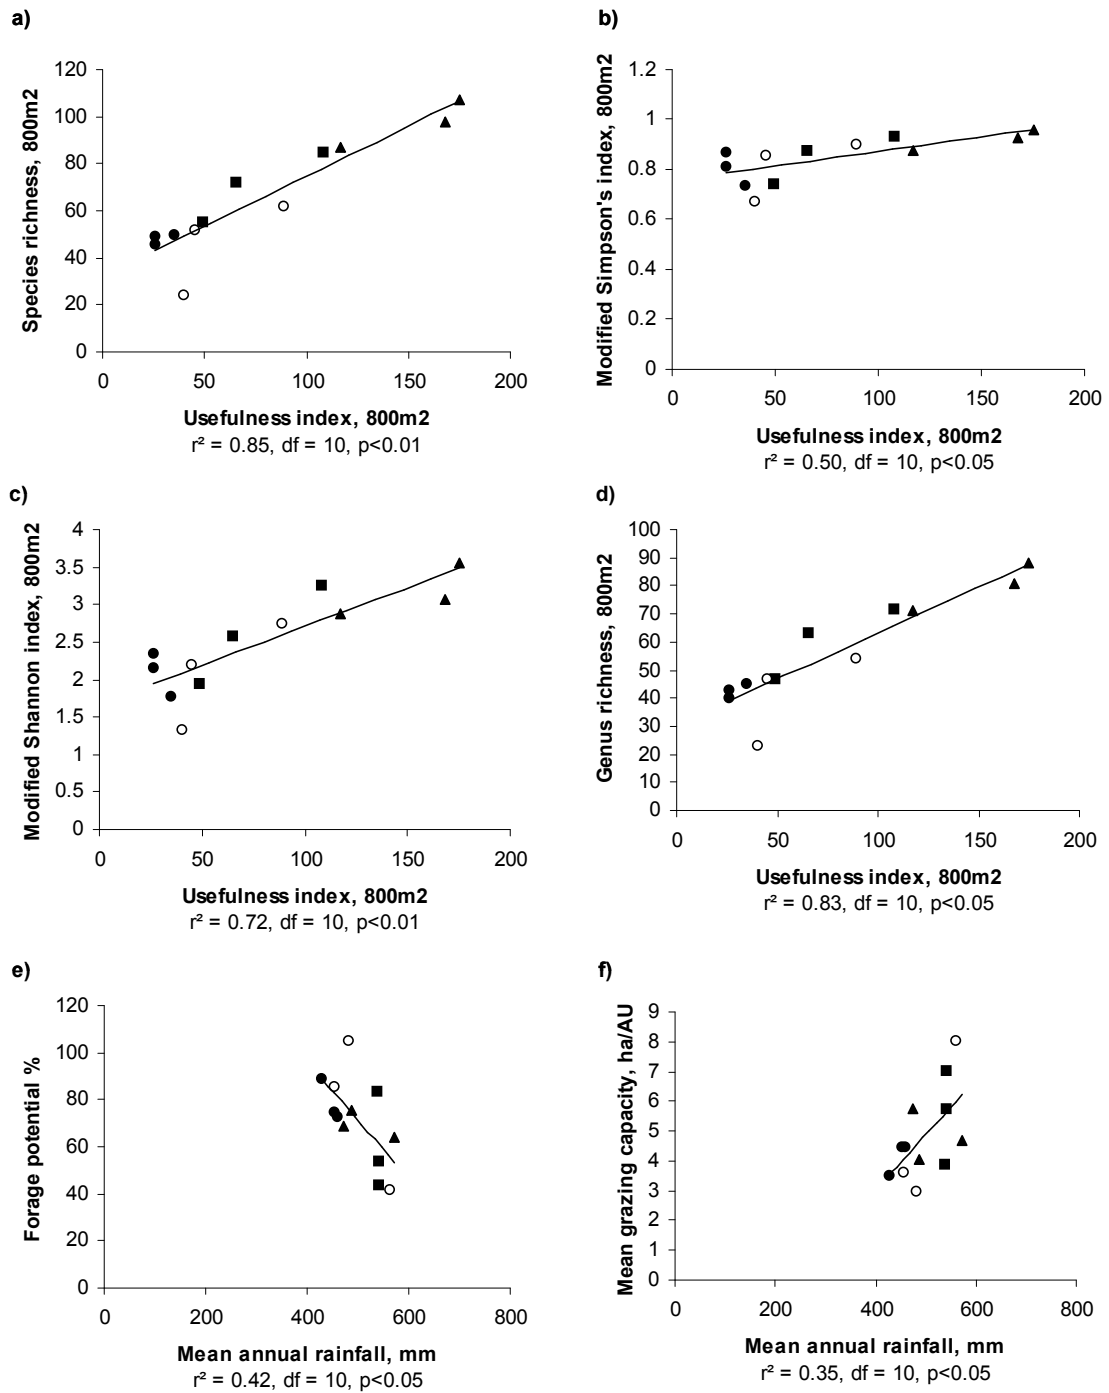 a)
Species richness, 800m2
120
100
80
60
40
20
0
0 50 100 150 200
Usefulness index, 800m2
r² = 0.85, df = 10, p<0.01
b)
Modified Simpson's index, 800m2
1.2
1
0.8
0.6
0.4
0.2
0
0 50 100 150 200
Usefulness index, 800m2
r² = 0.50, df = 10, p<0.05
c)
Modified Shannon index, 800m2
4
3.5
3
2.5
2
1.5
1
0.5
0
0 50 100 150 200
Usefulness index, 800m2
r² = 0.72, df = 10, p<0.01
d)
Genus richness, 800m2
100
90
80
70
60
50
40
30
20
10
0
0 50 100 150 200
Usefulness index, 800m2
r² = 0.83, df = 10, p<0.05
e)
Forage potential %
120
100
80
60
40
20
0
0 200 400 600 800
Mean annual rainfall, mm
r² = 0.42, df = 10, p<0.05
f)
Mean grazing capacity, ha/AU
9
8
7
6
5
4
3
2
1
0
0 200 400 600 800
Mean annual rainfall, mm
r² = 0.35, df = 10, p<0.05